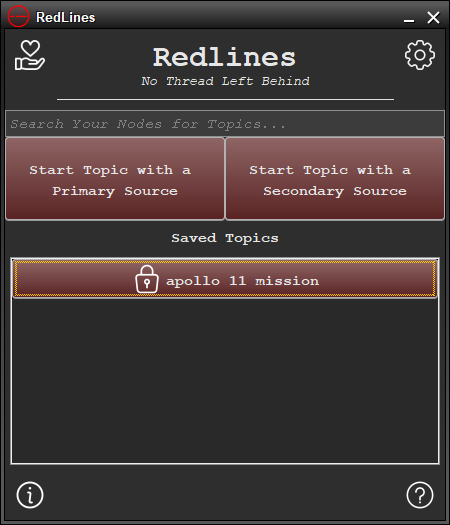 RedLines
Redlines
No Thread Left Behind
Search Your Nodes for Topics...
Start Topic with a
Primary Source
Start Topic with a
Secondary Source
Saved Topics
apollo 11 mission